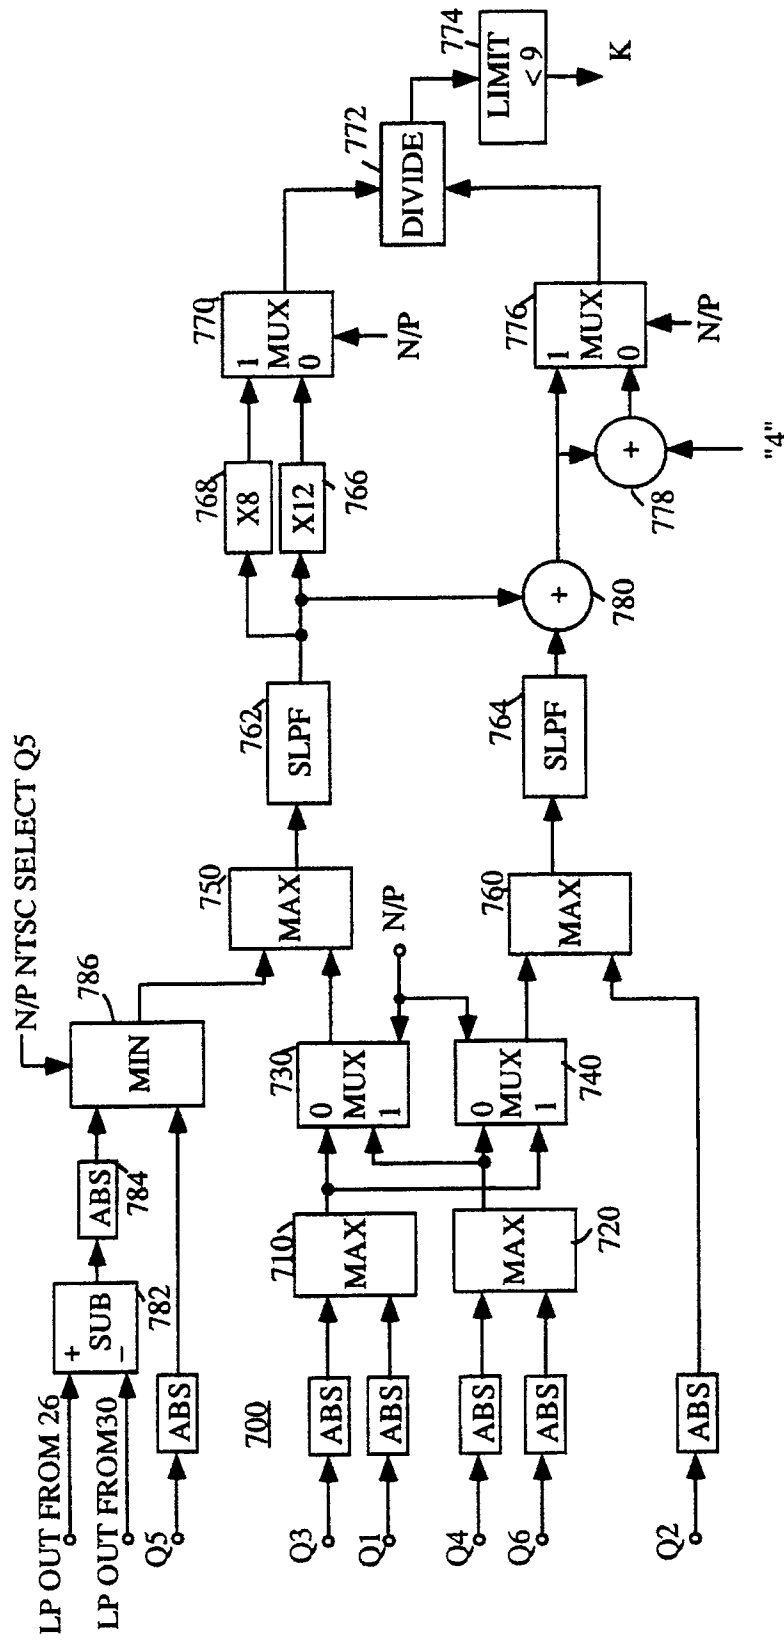 N/P NTSC SELECT Q5
LP OUT FROM 26
LP OUT FROM30
Q5
+
−
SUB
782
ABS
784
ABS
MIN
786
700
Q3
Q1
Q4
Q6
Q2
ABS
ABS
ABS
ABS
ABS
710
MAX
720
MAX
730
0
MUX
1
740
0
MUX
1
N/P
750
MAX
760
MAX
762
SLPF
764
SLPF
768
X8
X12
766
+
780
770
1
MUX
0
N/P
776
1
MUX
0
N/P
+
778
"4"
772
DIVIDE
774
LIMIT
< 9
K